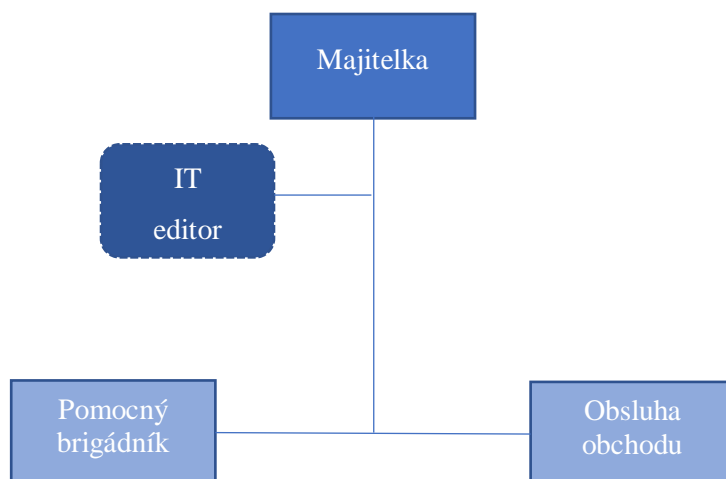 Majitelka
IT
editor
Pomocný
brigádník
Obsluha
obchodu